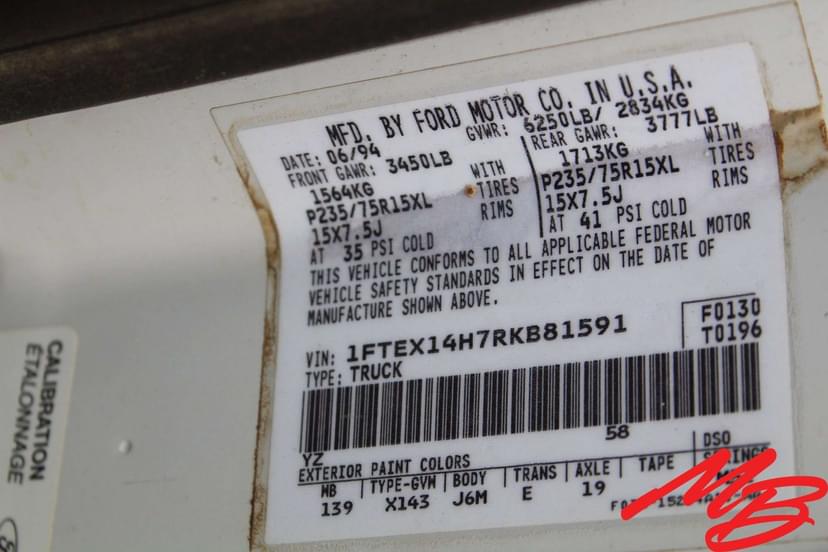 MFD. BY FORD MOTOR CO. IN U.S.A.
DATE: 06/94 GVWR: 6250LB/ 2834KG
FRONT GAWR: 3450LB REAR GAWR: 3777LB
1564KG WITH 1713KG WITH
P235/75R15XL TIRES P235/75R15XL TIRES
15X7.5J RIMS 15X7.5J RIMS
AT 35 PSI COLD AT 41 PSI COLD
THIS VEHICLE CONFORMS TO ALL APPLICABLE FEDERAL MOTOR
VEHICLE SAFETY STANDARDS IN EFFECT ON THE DATE OF
MANUFACTURE SHOWN ABOVE.
VIN: 1FTEX14H7RKB81591 F0130
TYPE: TRUCK T0196
58
YZ DSO
EXTERIOR PAINT COLORS SPRINGS
WB TYPE-GVW BODY TRANS AXLE TAPE
139 X143 J6M E 19
CALIBRATION
ÉTALONNAGE
MB